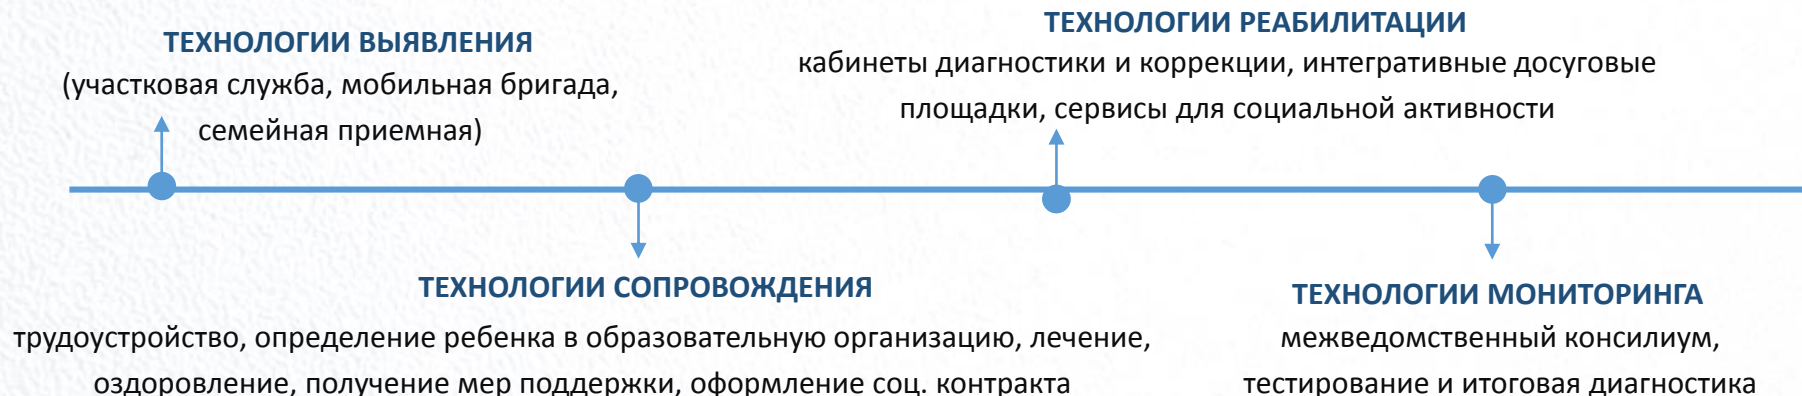 ТЕХНОЛОГИИ ВЫЯВЛЕНИЯ
(участковая служба, мобильная бригада,
семейная приемная)
ТЕХНОЛОГИИ СОПРОВОЖДЕНИЯ
трудоустройство, определение ребенка в образовательную организацию, лечение,
оздоровление, получение мер поддержки, оформление соц. контракта
ТЕХНОЛОГИИ РЕАБИЛИТАЦИИ
кабинеты диагностики и коррекции, интегративные досуговые
площадки, сервисы для социальной активности
ТЕХНОЛОГИИ МОНИТОРИНГА
межведомственный консилиум,
тестирование и итоговая диагностика